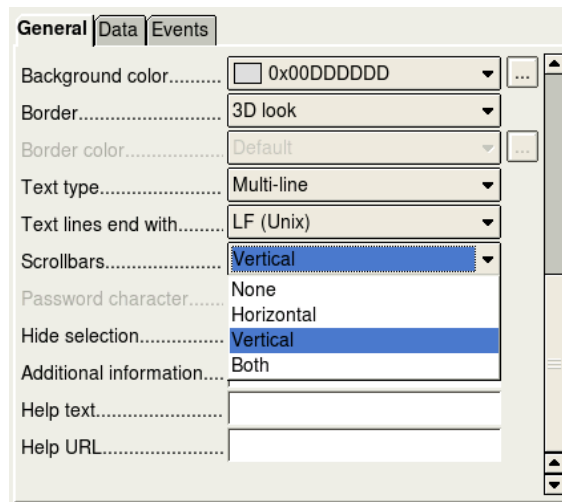 General Data Events
Background color.......... 0x00DDDDDD ...
Border......................... 3D look
Border color................. Default ...
Text type...................... Multi-line
Text lines end with........ LF (Unix)
Scrollbars..................... Vertical
Password character.......
None
Horizontal
Hide selection...............
Vertical
Additional information....
Both
Help text.......................
Help URL......................